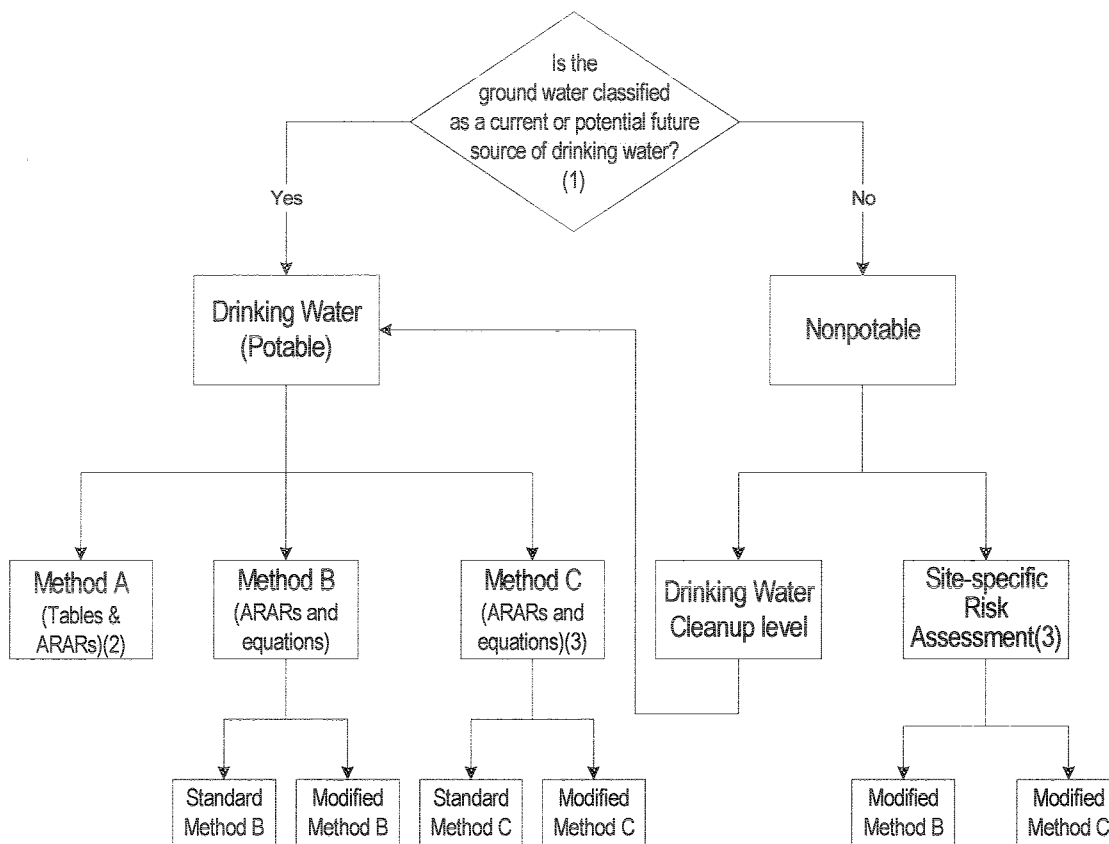 Is the
ground water classified
as a current or potential future
source of drinking water?
(1)
Yes
No
Drinking Water
(Potable)
Nonpotable
Method A
(Tables &
ARARs)(2)
Method B
(ARARs and
equations)
Method C
(ARARs and
equations)(3)
Drinking Water
Cleanup level
Site-specific
Risk
Assessment(3)
Standard
Method B
Modified
Method B
Standard
Method C
Modified
Method C
Modified
Method B
Modified
Method C